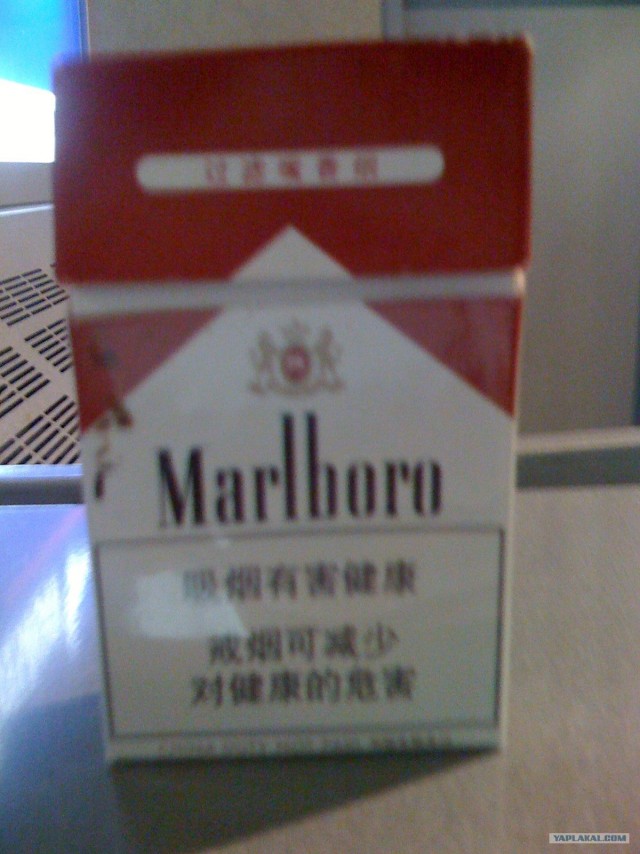 过滤嘴香烟
Marlboro
吸烟有害健康
戒烟可减少
对健康的危害
YAPLAKAL.COM